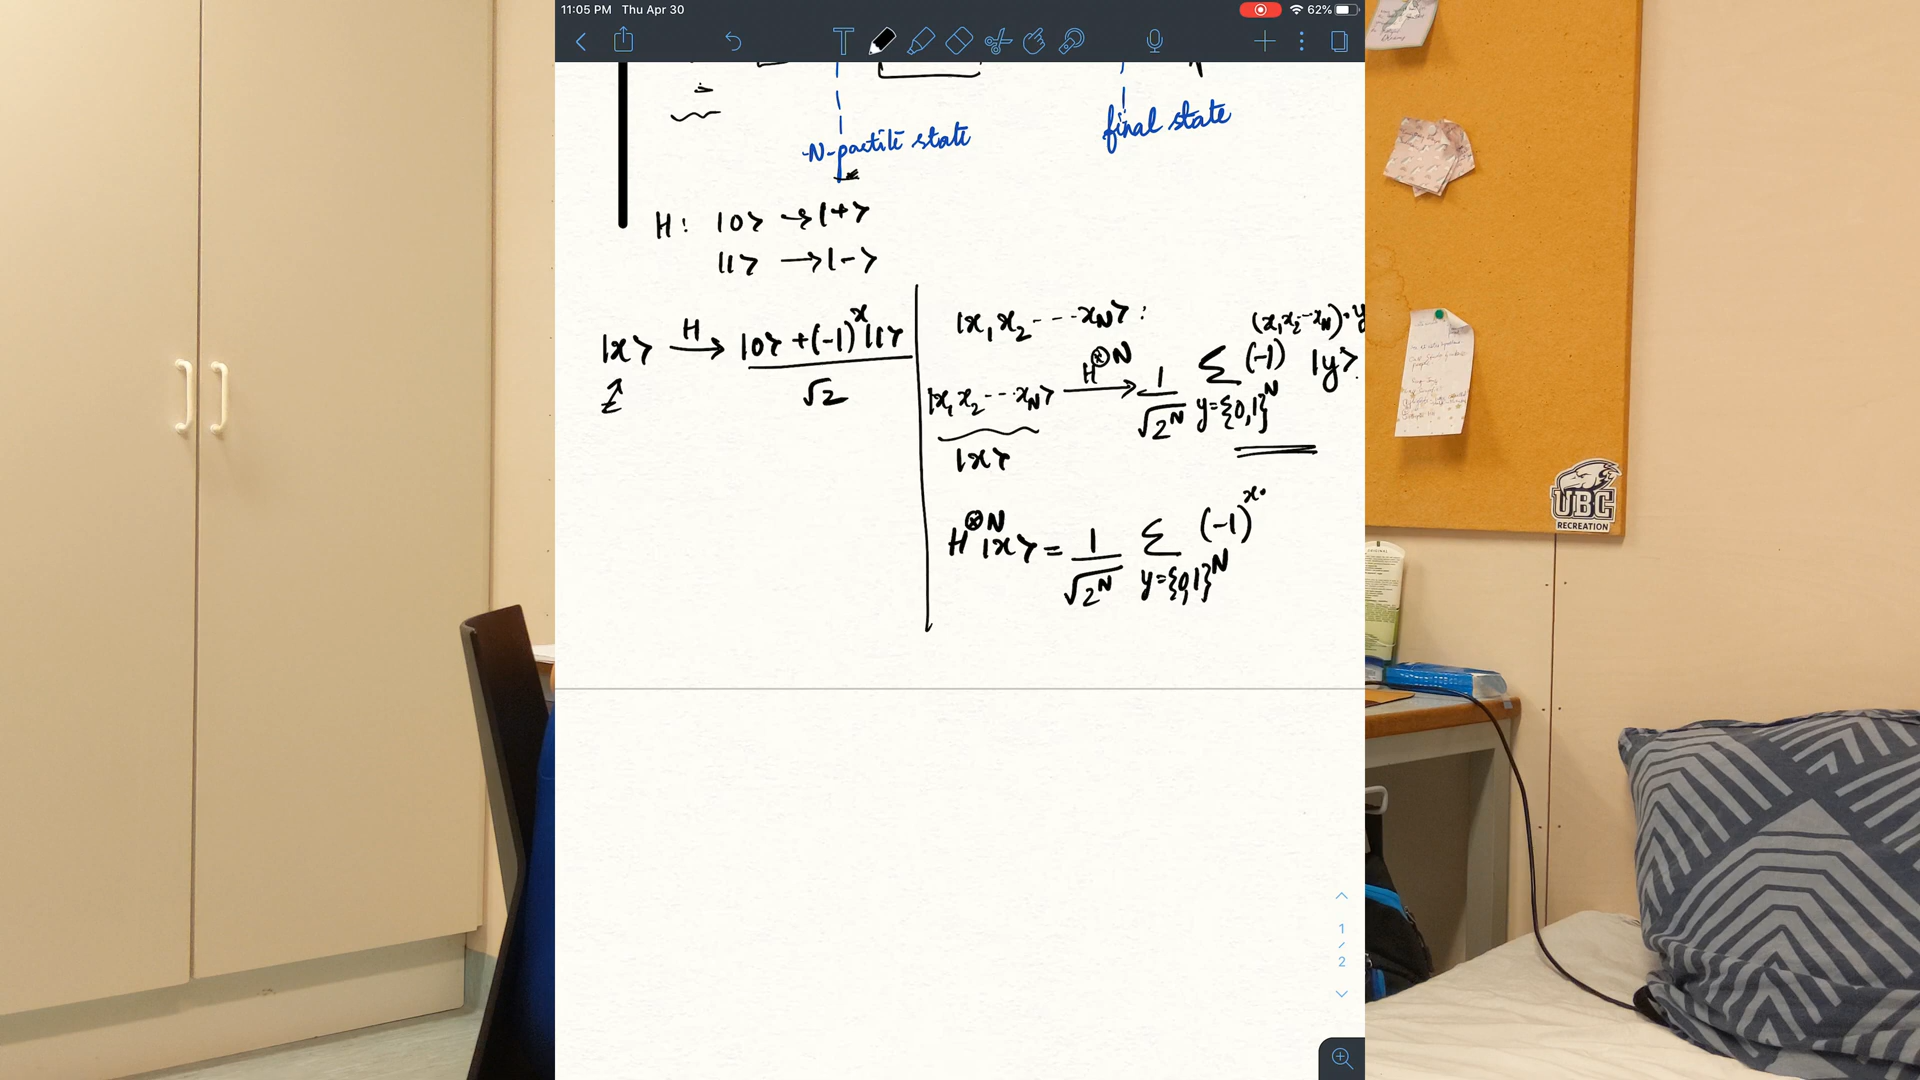 11:05 PM Thu Apr 30
62%
N-partite state
final state
H: |0> → |+>
|1> → |->
|x> H → |0> + (-1)^x |1> / √2
|x₁x₂---xN> :
|x₁x₂---xN> H^⊗N → 1/√2^N Σ y={0,1}^N (-1)^(x₁x₂---xN)·y |y>.
|x>
H^⊗N |x> = 1/√2^N Σ y={0,1}^N (-1)^x·
1
/
2
UBC
RECREATION